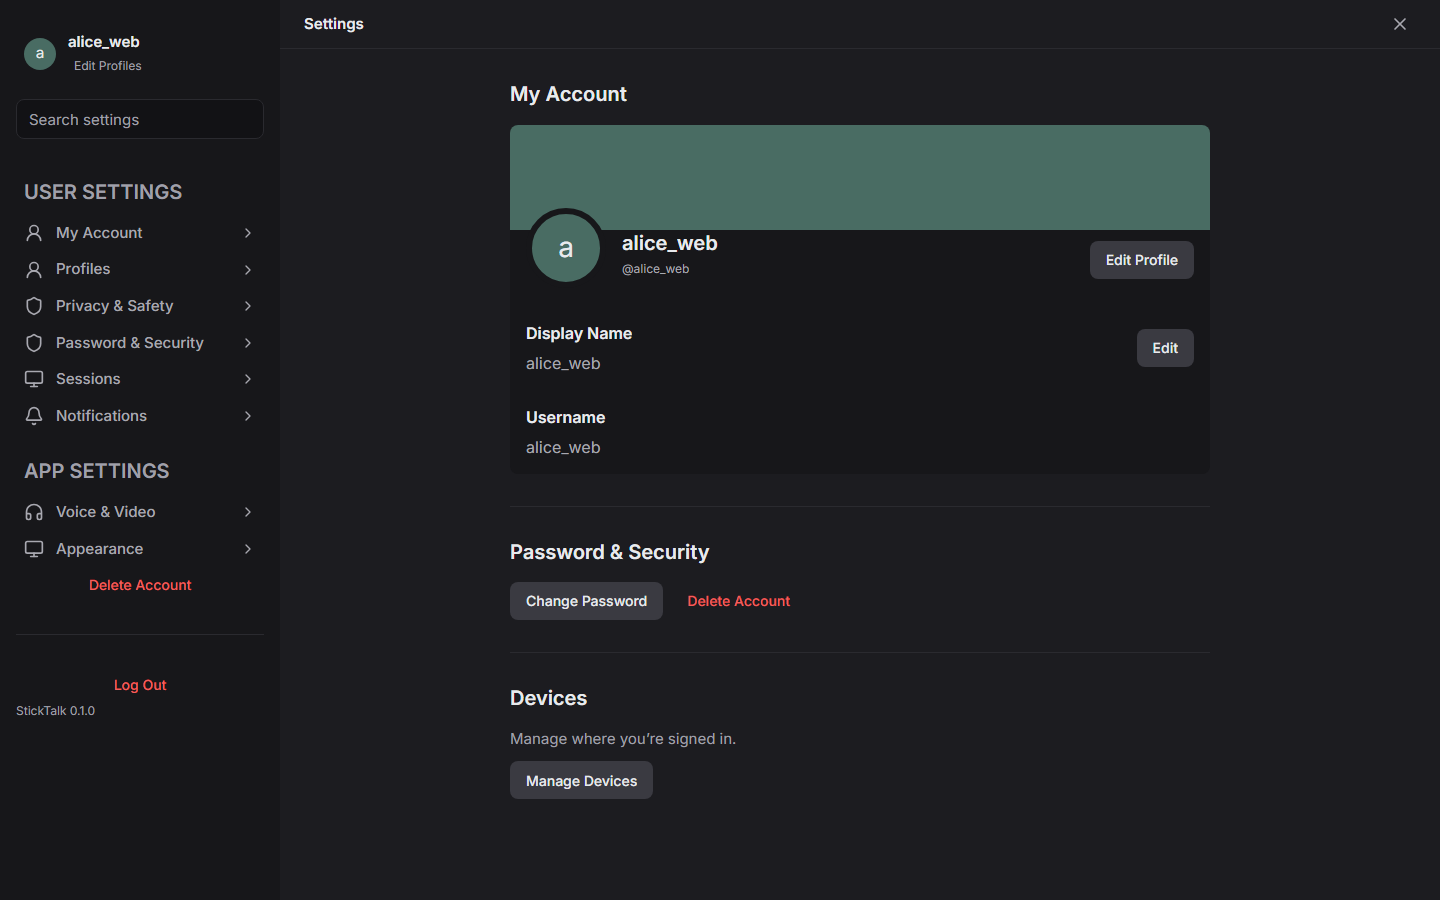 alice_web
a
Edit Profiles
Search settings
USER SETTINGS
My Account
Profiles
Privacy & Safety
Password & Security
Sessions
Notifications
APP SETTINGS
Voice & Video
Appearance
Delete Account
Log Out
StickTalk 0.1.0
Settings
My Account
a
alice_web
@alice_web
Edit Profile
Display Name
alice_web
Edit
Username
alice_web
Password & Security
Change Password
Delete Account
Devices
Manage where you’re signed in.
Manage Devices